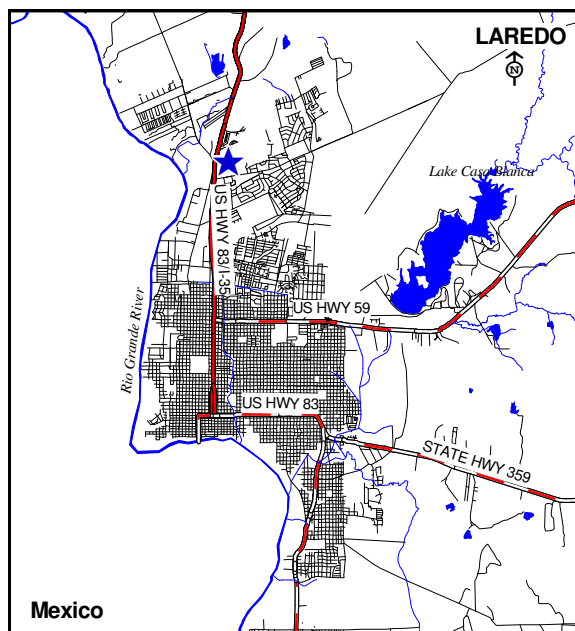 LAREDO
N
Lake Casa Blanca
US HWY 83/I-35
US HWY 59
Rio Grande River
US HWY 83
STATE HWY 359
Mexico